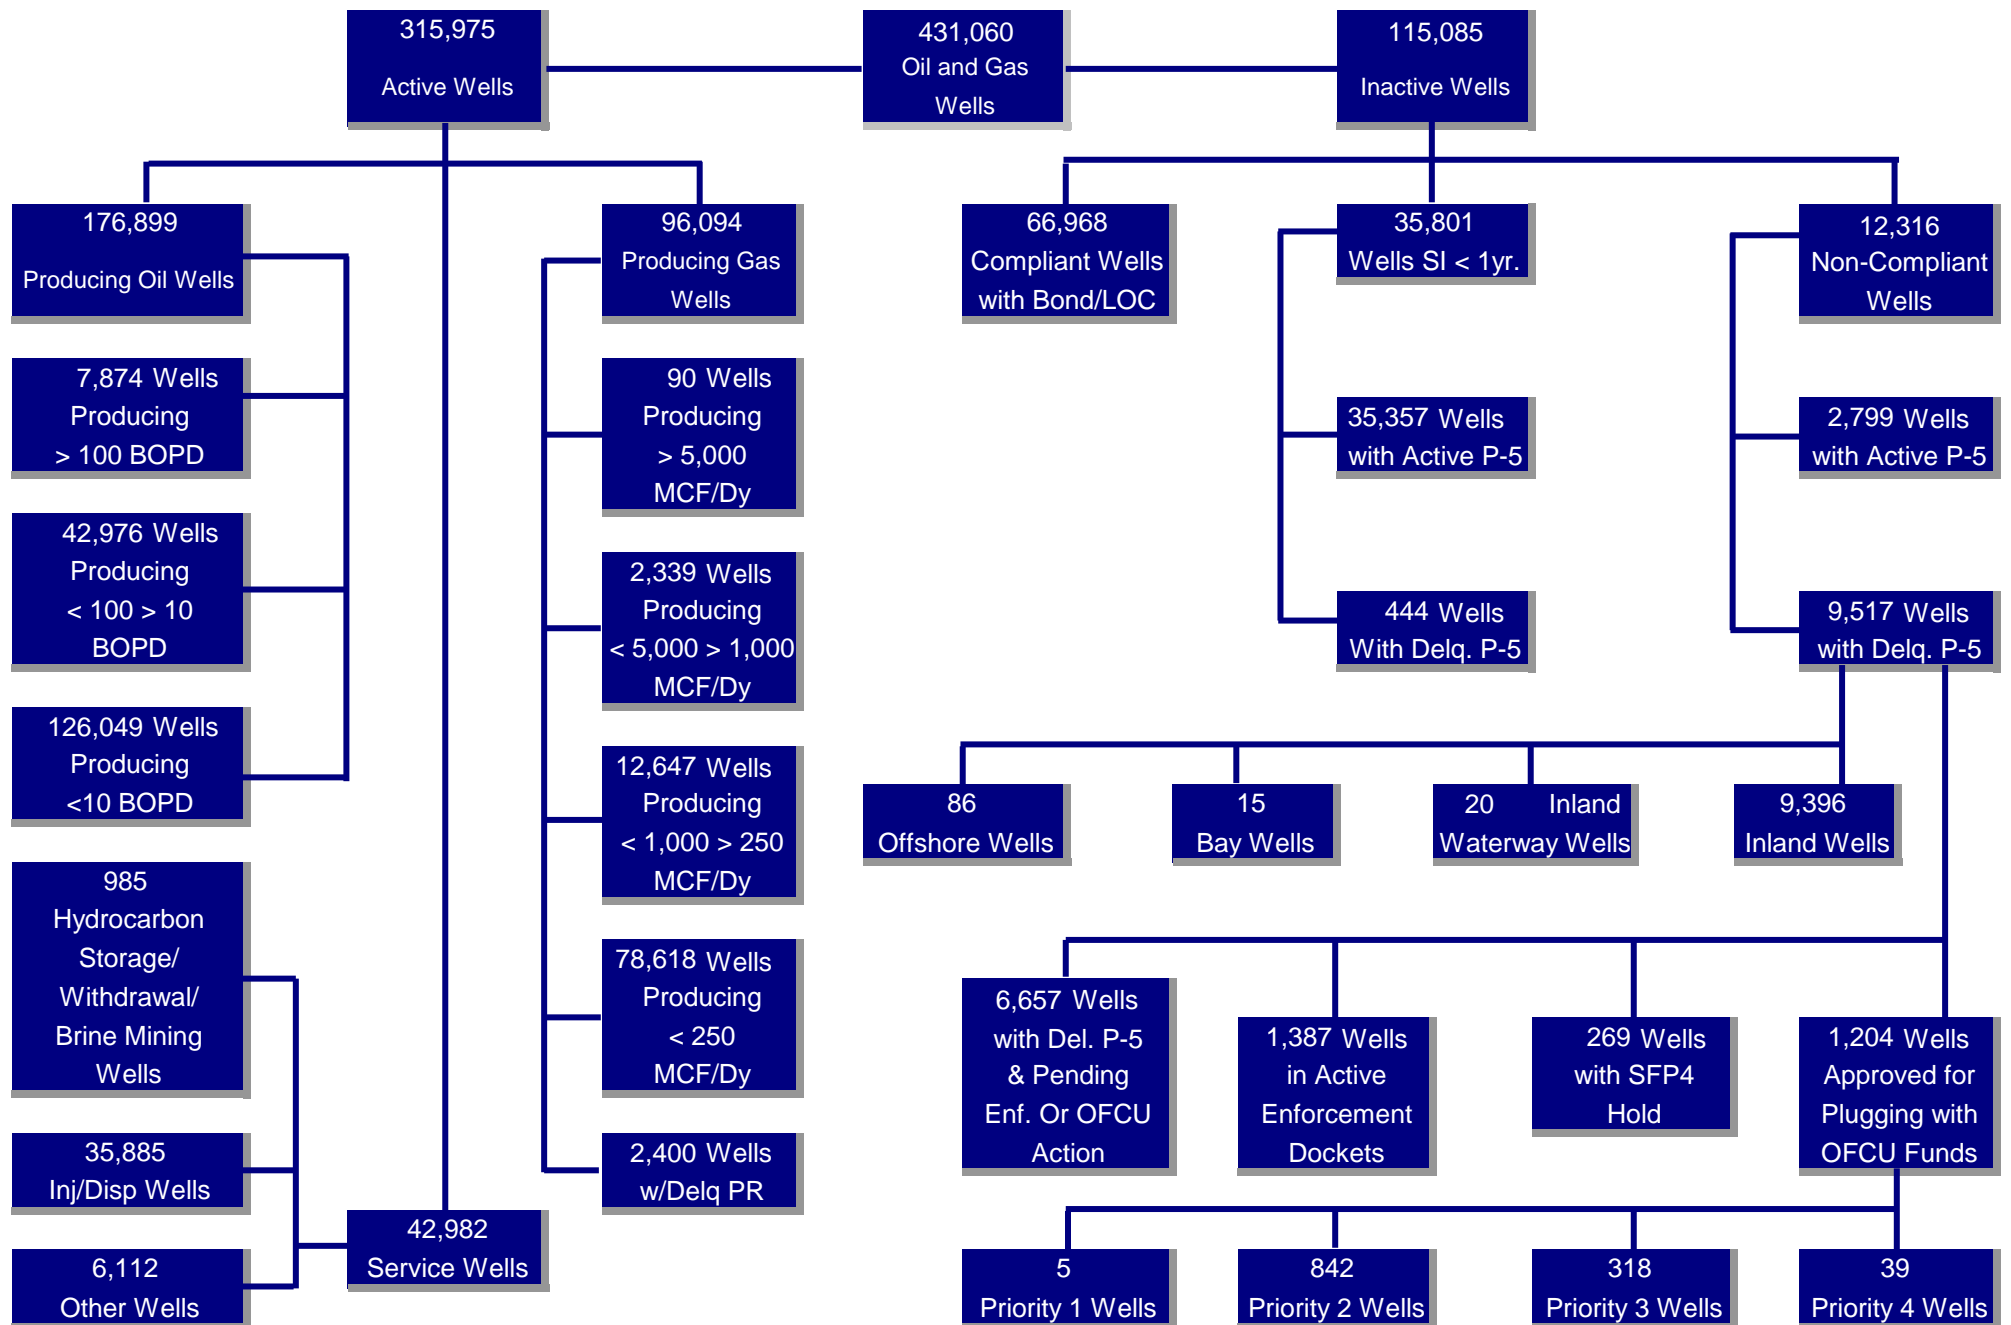 315,975
Active Wells
431,060
Oil and Gas
Wells
115,085
Inactive Wells
176,899
Producing Oil Wells
96,094
Producing Gas
Wells
66,968
Compliant Wells
with Bond/LOC
35,801
Wells SI < 1yr.
12,316
Non-Compliant
Wells
7,874 Wells
Producing
> 100 BOPD
90 Wells
Producing
> 5,000
MCF/Dy
35,357 Wells
with Active P-5
2,799 Wells
with Active P-5
42,976 Wells
Producing
< 100 > 10
BOPD
2,339 Wells
Producing
< 5,000 > 1,000
MCF/Dy
444 Wells
With Delq. P-5
9,517 Wells
with Delq. P-5
126,049 Wells
Producing
<10 BOPD
12,647 Wells
Producing
< 1,000 > 250
MCF/Dy
86
Offshore Wells
15
Bay Wells
20 Inland
Waterway Wells
9,396
Inland Wells
985
Hydrocarbon
Storage/
Withdrawal/
Brine Mining
Wells
78,618 Wells
Producing
< 250
MCF/Dy
6,657 Wells
with Del. P-5
& Pending
Enf. Or OFCU
Action
1,387 Wells
in Active
Enforcement
Dockets
269 Wells
with SFP4
Hold
1,204 Wells
Approved for
Plugging with
OFCU Funds
35,885
Inj/Disp Wells
2,400 Wells
w/Delq PR
42,982
Service Wells
6,112
Other Wells
5
Priority 1 Wells
842
Priority 2 Wells
318
Priority 3 Wells
39
Priority 4 Wells